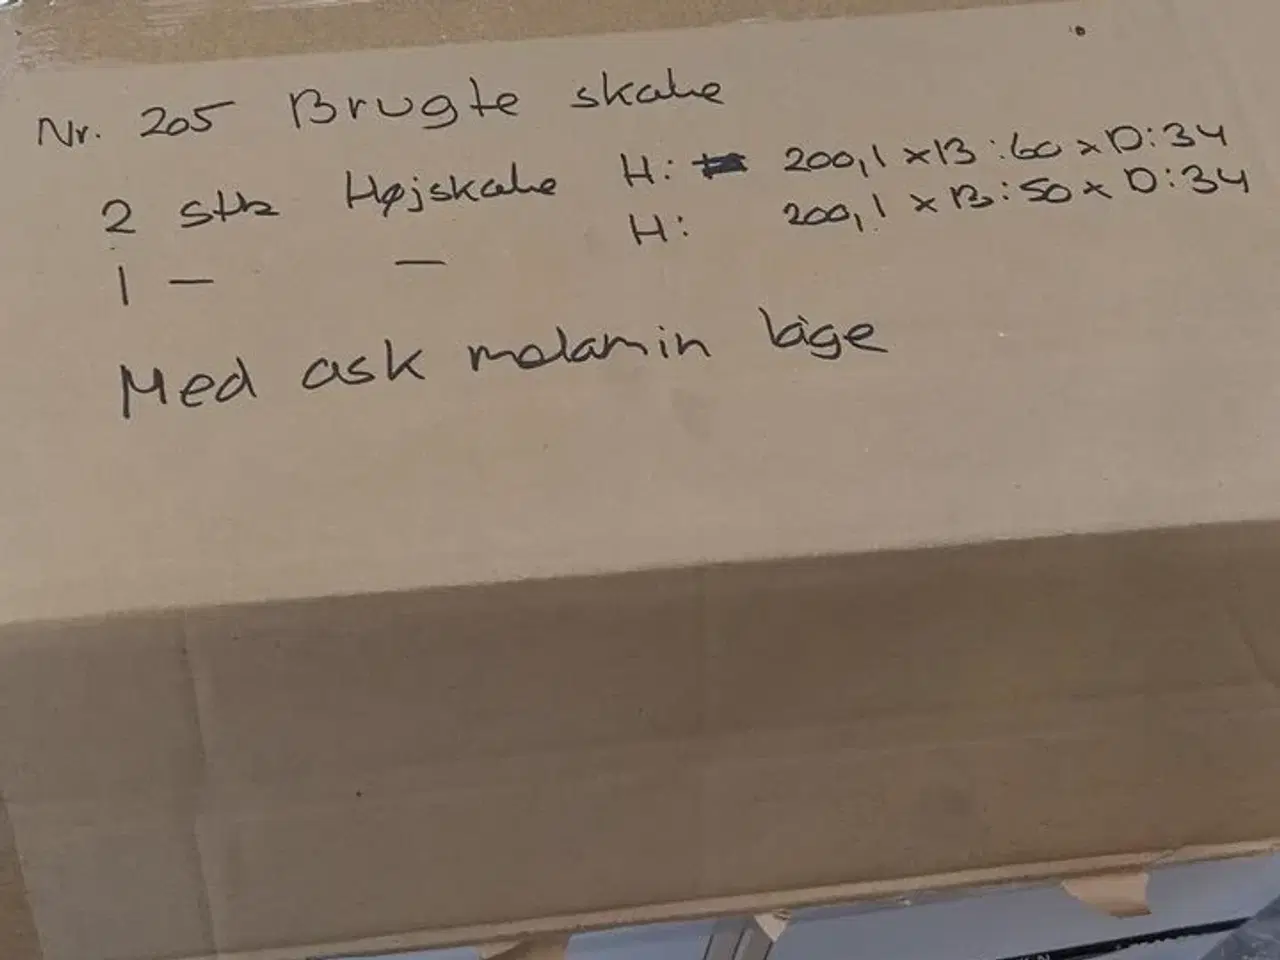 Nr. 205 Brugte skabe
2 stk Højskabe H: 200,1 x B:60 x D:34
1 — — H: 200,1 x B:50 x D:34
Med ask melamin låge